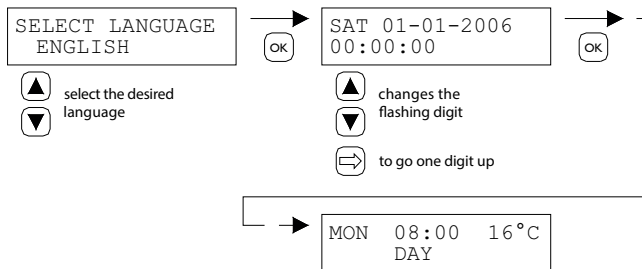 SELECT LANGUAGE
ENGLISH
OK
SAT 01-01-2006
00:00:00
OK
select the desired
language
changes the
flashing digit
to go one digit up
MON 08:00 16°C
DAY